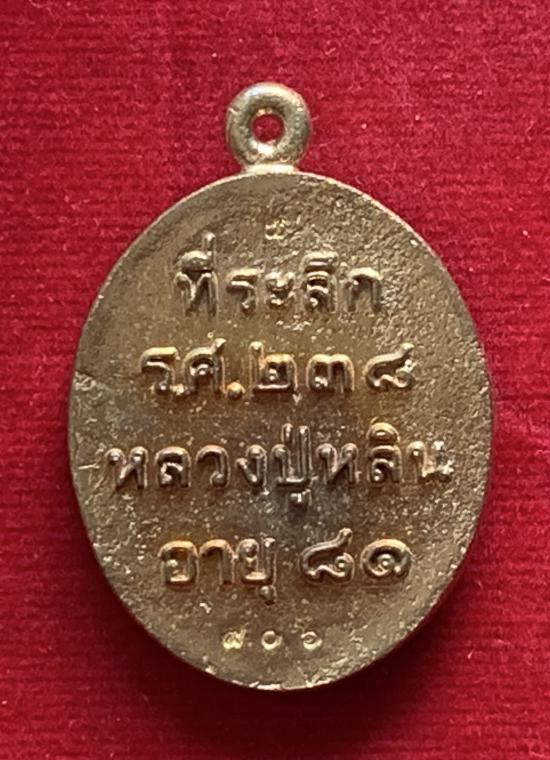 ที่ระลึก
ร.ศ.๒๓๘
หลวงปู่หลิน
อายุ ๘๑
๗๐๖